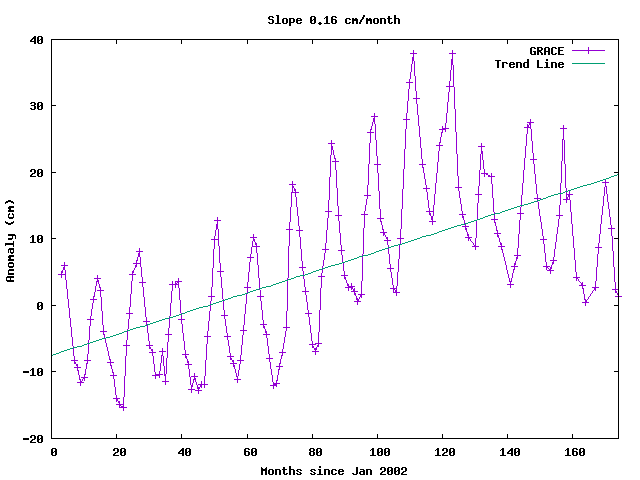 Slope 0.16 cm/month
GRACE
Trend Line
40
30
20
10
0
-10
-20
Anomaly (cm)
0 20 40 60 80 100 120 140 160
Months since Jan 2002